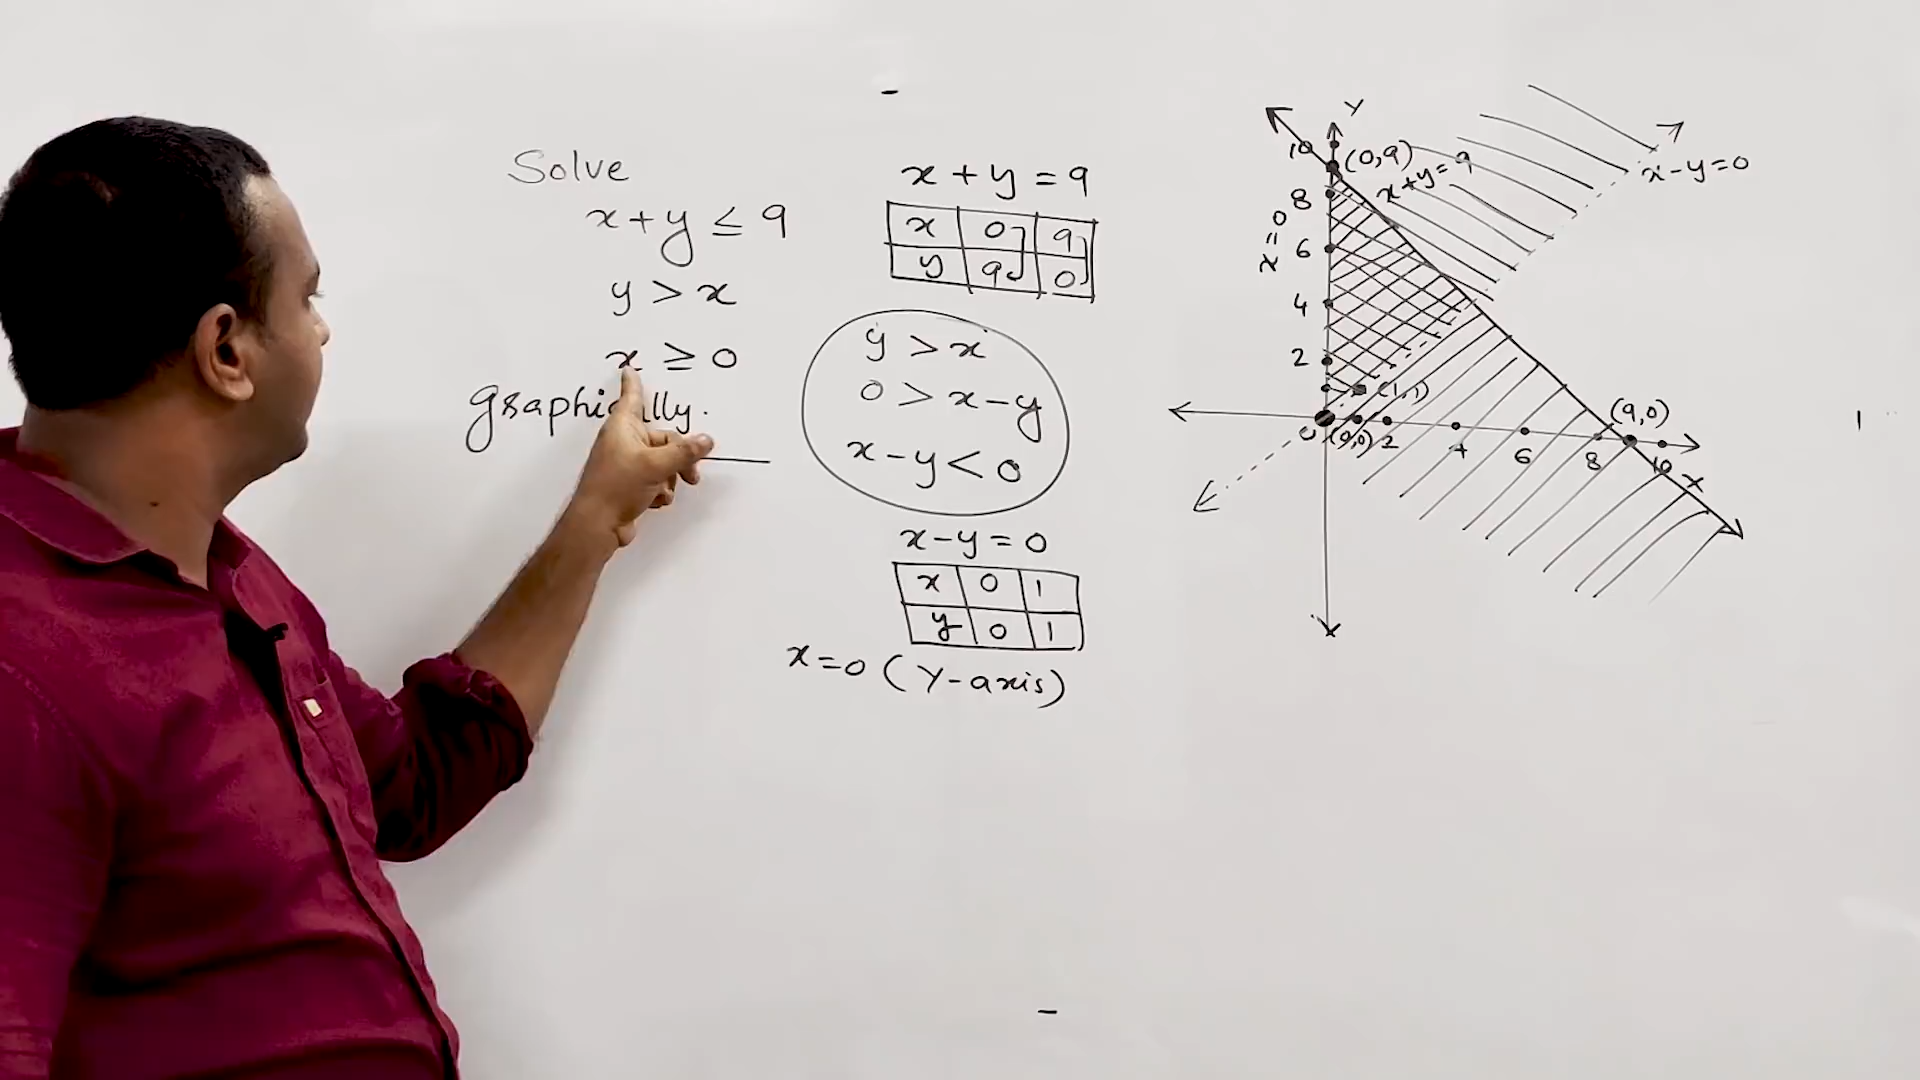 Solve
x + y ≤ 9
y > x
x ≥ 0
graphically.
x + y = 9
x 0 9
y 9 0
y > x
0 > x - y
x - y < 0
x - y = 0
x 0 1
y 0 1
x = 0 (Y-axis)
Y
10 (0,9)
x + y = 9
x - y = 0
8
x = 0
6
4
2
(1,1)
(9,0)
0 (0,0) 2 4 6 8 10 X